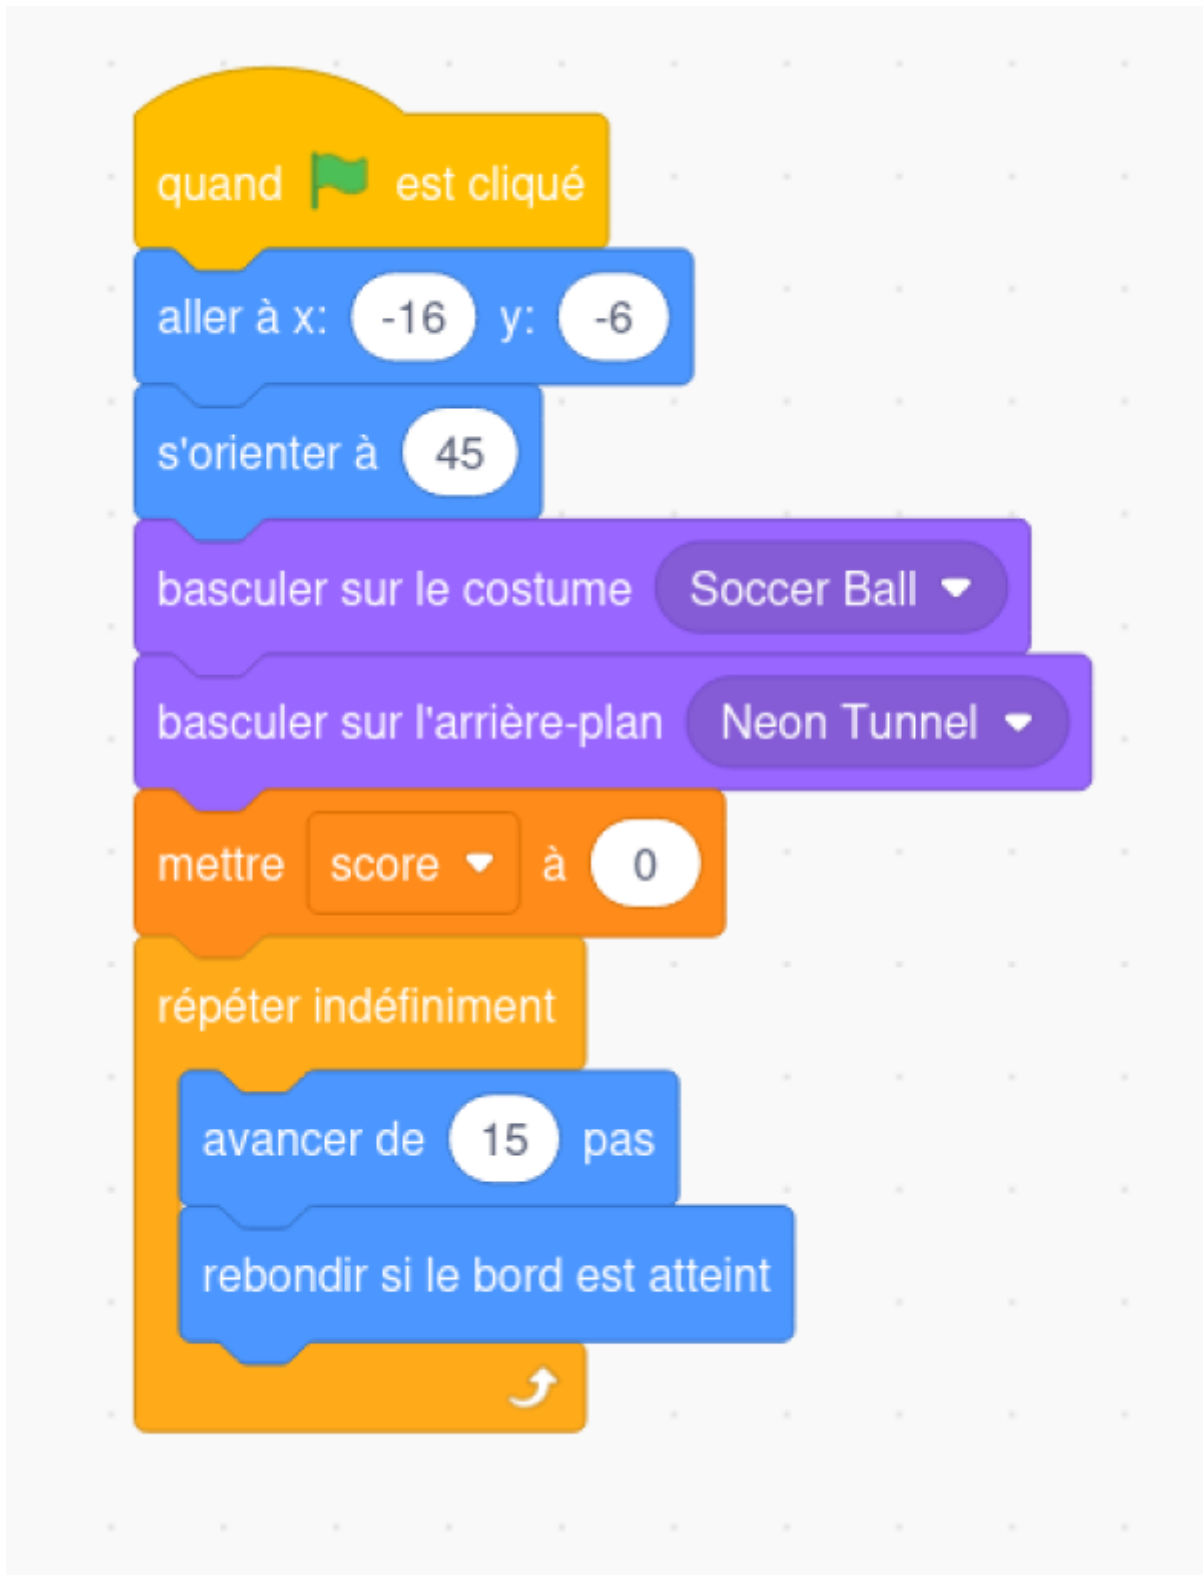 quand est cliqué
aller à x: -16 y: -6
s'orienter à 45
basculer sur le costume Soccer Ball
basculer sur l'arrière-plan Neon Tunnel
mettre score à 0
répéter indéfiniment
avancer de 15 pas
rebondir si le bord est atteint